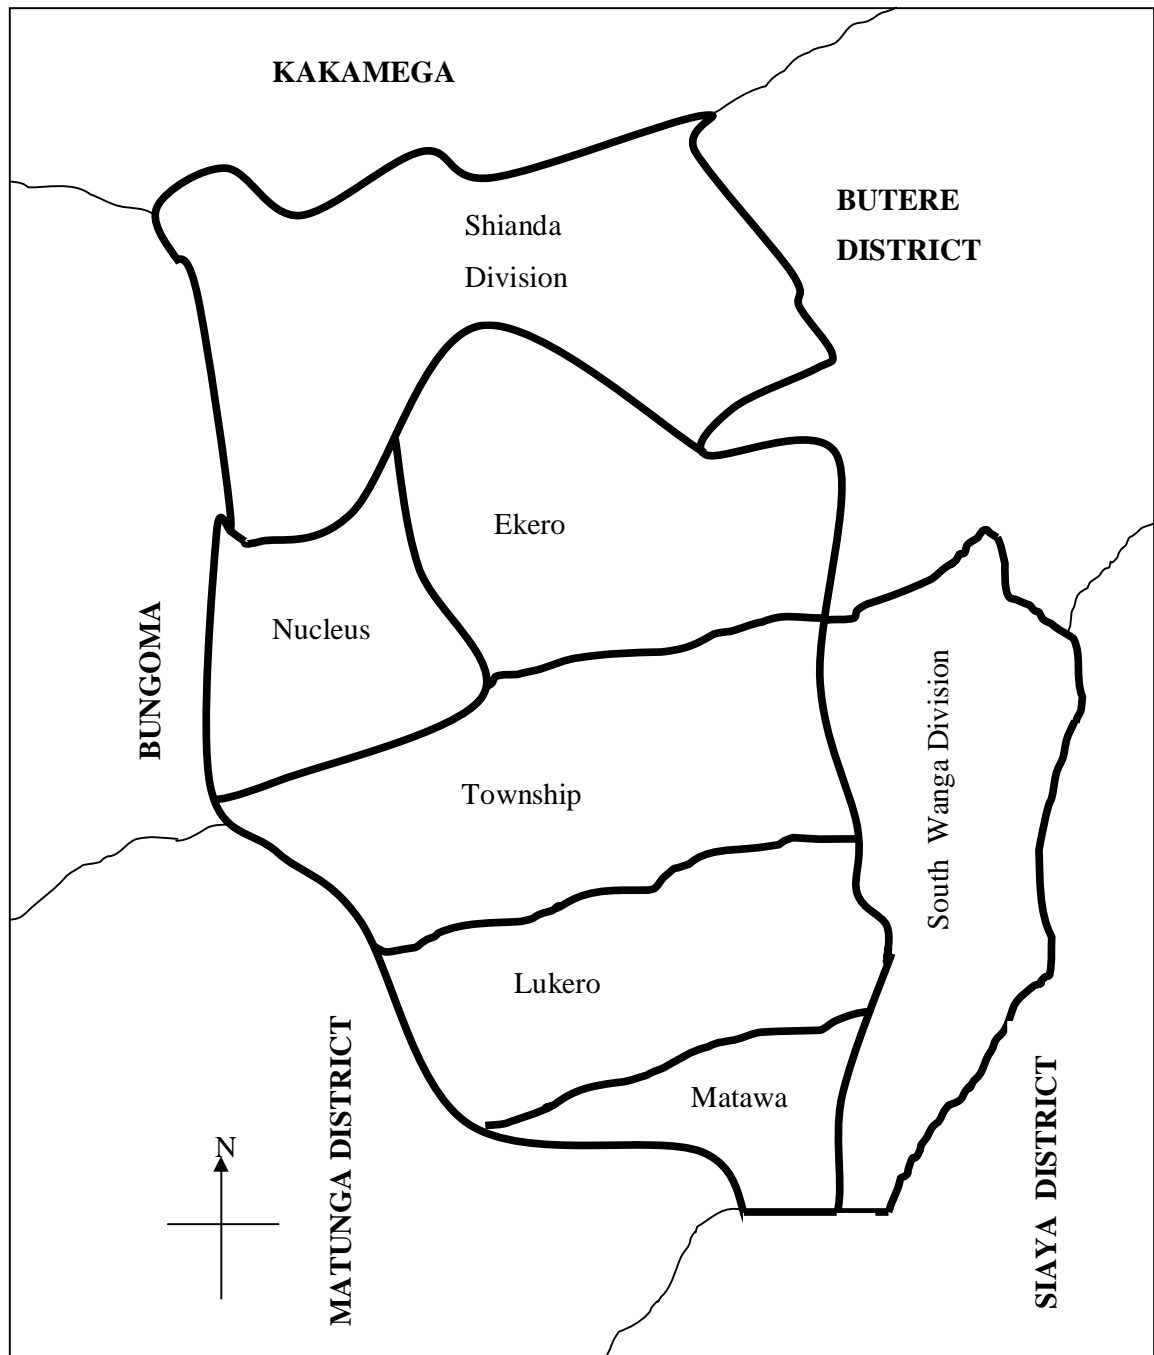 KAKAMEGA
BUTERE
DISTRICT
Shianda
Division
Ekero
Nucleus
BUNGOMA
South Wanga Division
Township
Lukero
Matawa
MATUNGA DISTRICT
N
SIAYA DISTRICT